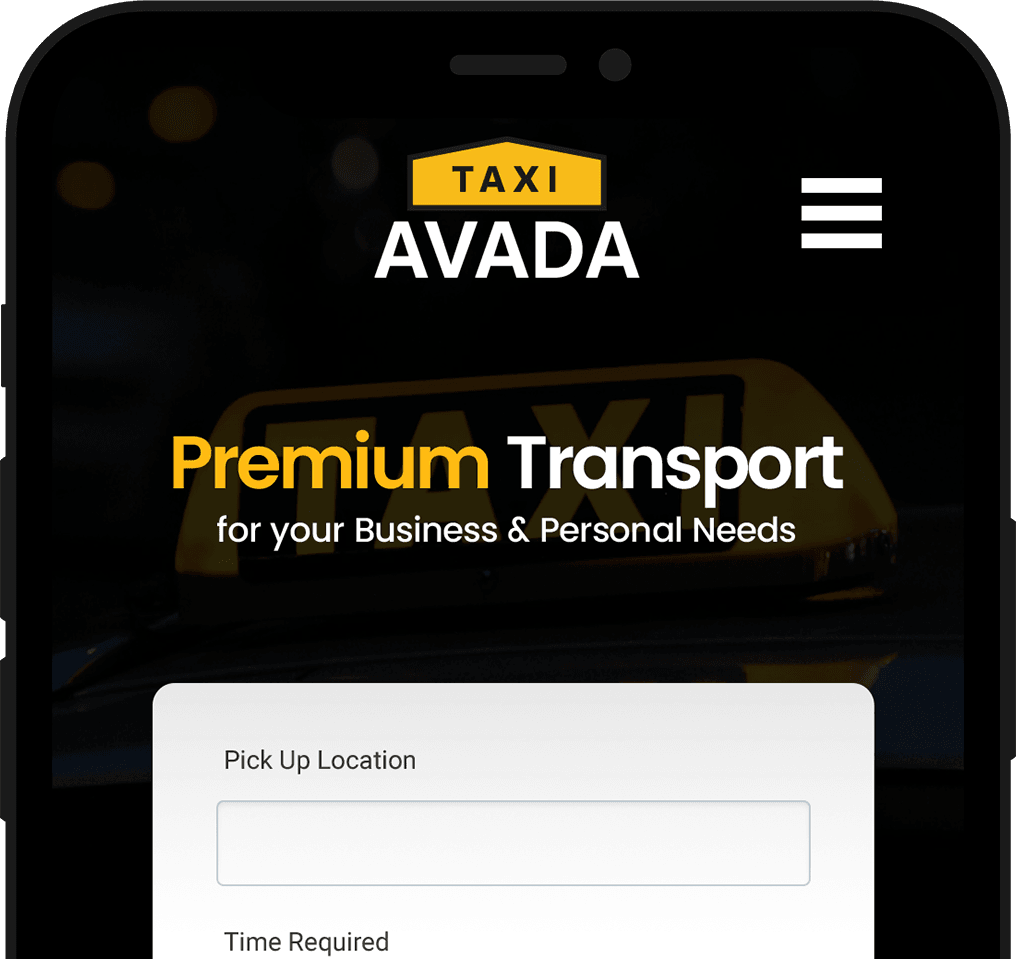 TAXI
AVADA
TAXI
Premium Transport
for your Business & Personal Needs
Pick Up Location
Time Required